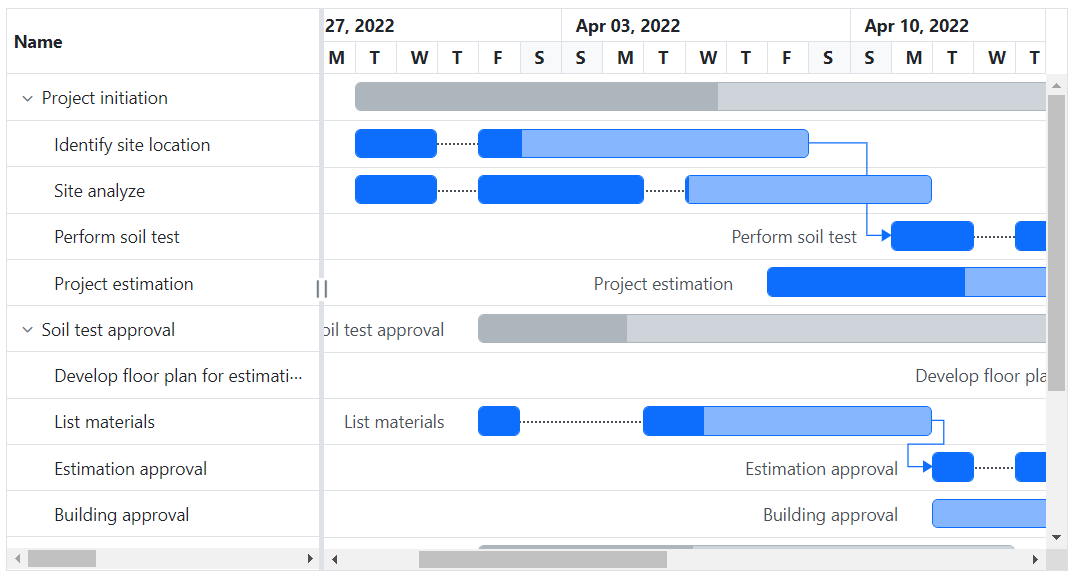 Name
27, 2022 Apr 03, 2022 Apr 10, 2022
M T W T F S S M T W T F S S M T W T
Project initiation
Identify site location
Site analyze
Perform soil test Perform soil test
Project estimation Project estimation
Soil test approval oil test approval
Develop floor plan for estimati... Develop floor pla
List materials List materials
Estimation approval Estimation approval
Building approval Building approval